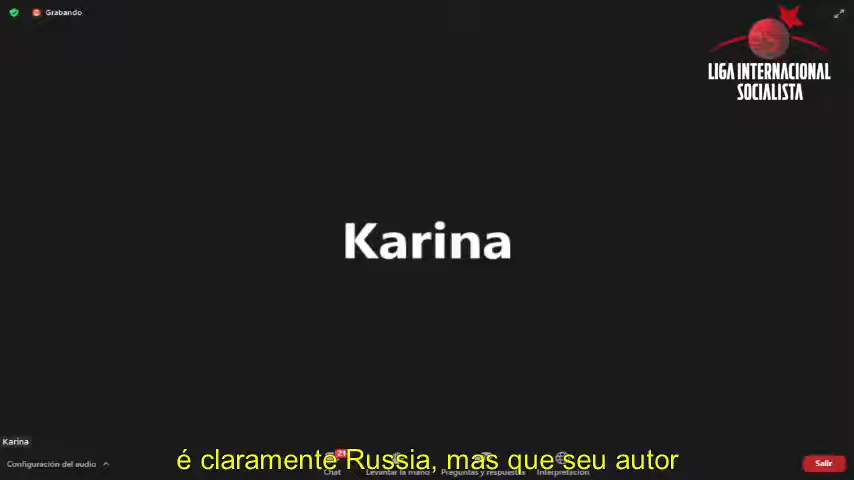 Grabando
LIGA INTERNACIONAL
SOCIALISTA
Karina
Karina
Configuración del audio
21
Chat
Levantar la mano
Preguntas y respuestas
Interpretación
Salir
é claramente Russia, mas que seu autor